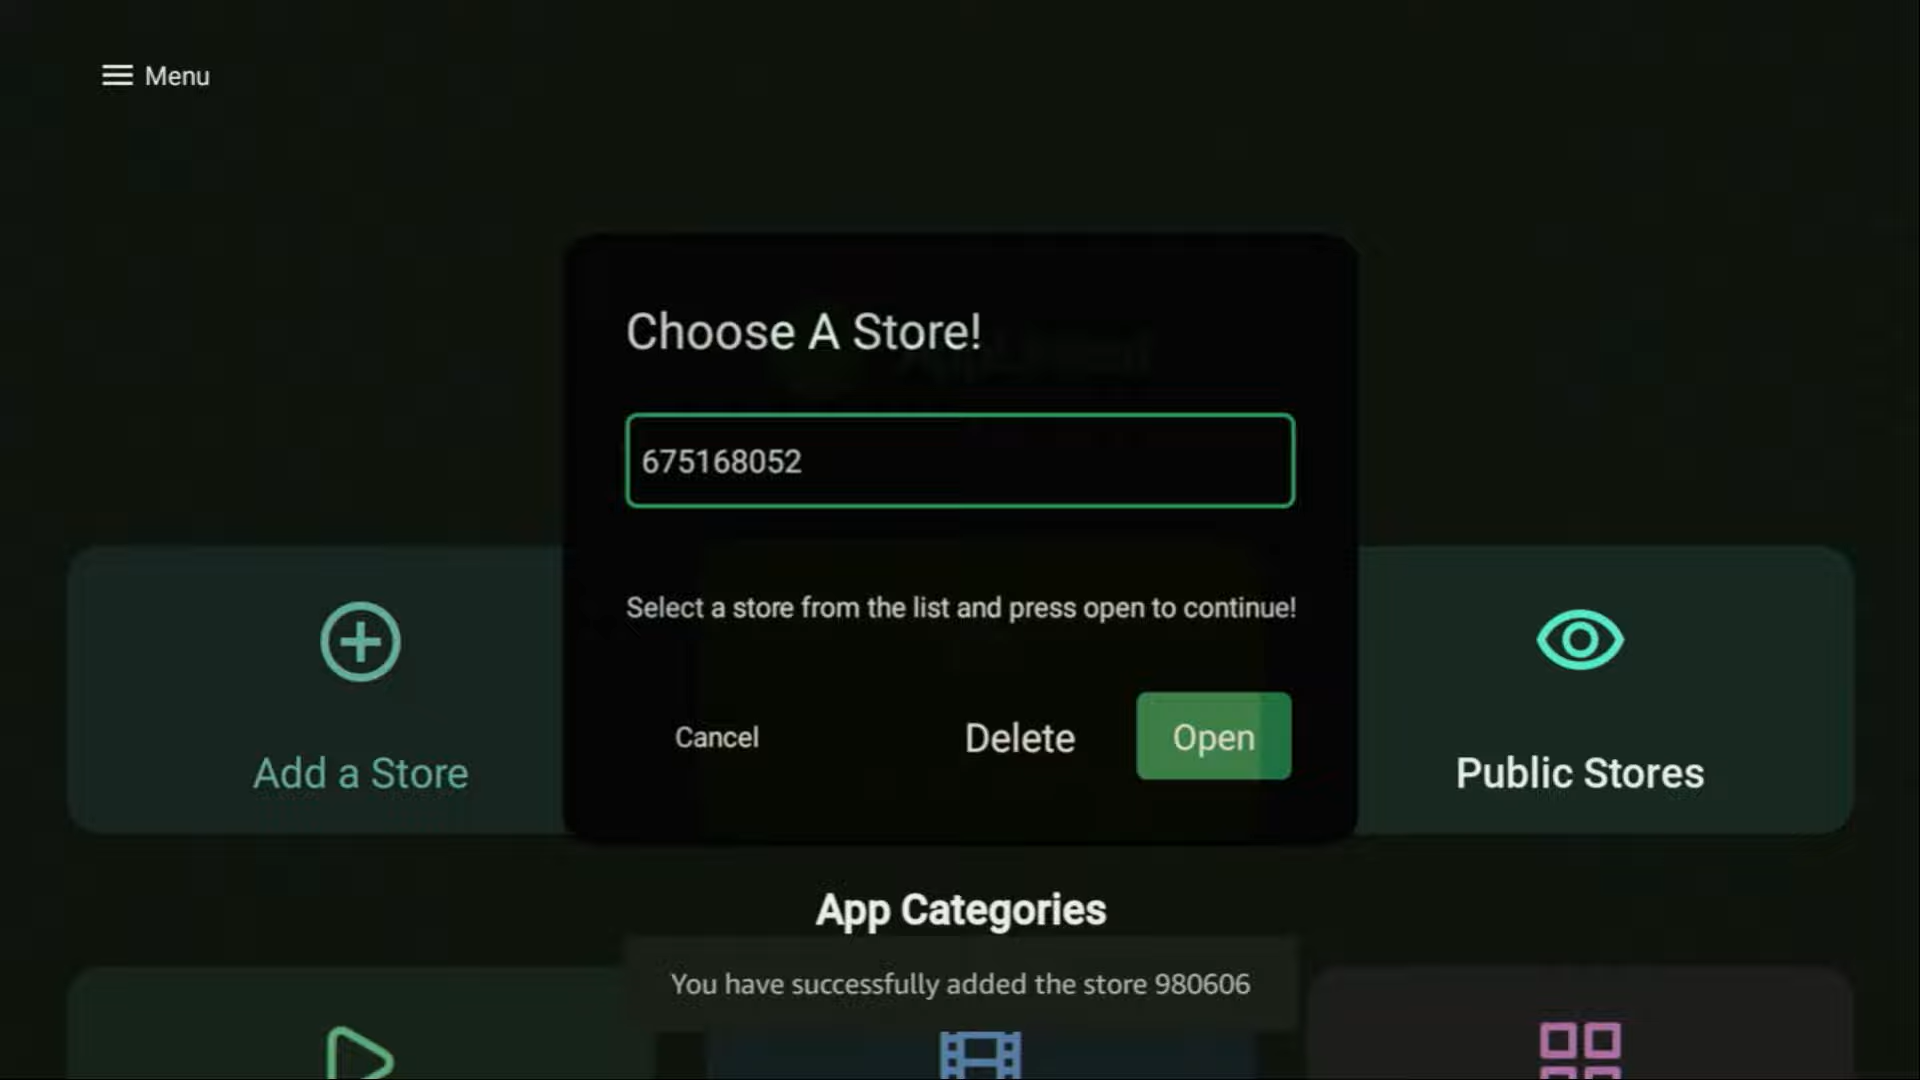 Menu
Choose A Store!
675168052
Select a store from the list and press open to continue!
Cancel
Delete
Open
Add a Store
Public Stores
App Categories
You have successfully added the store 980606